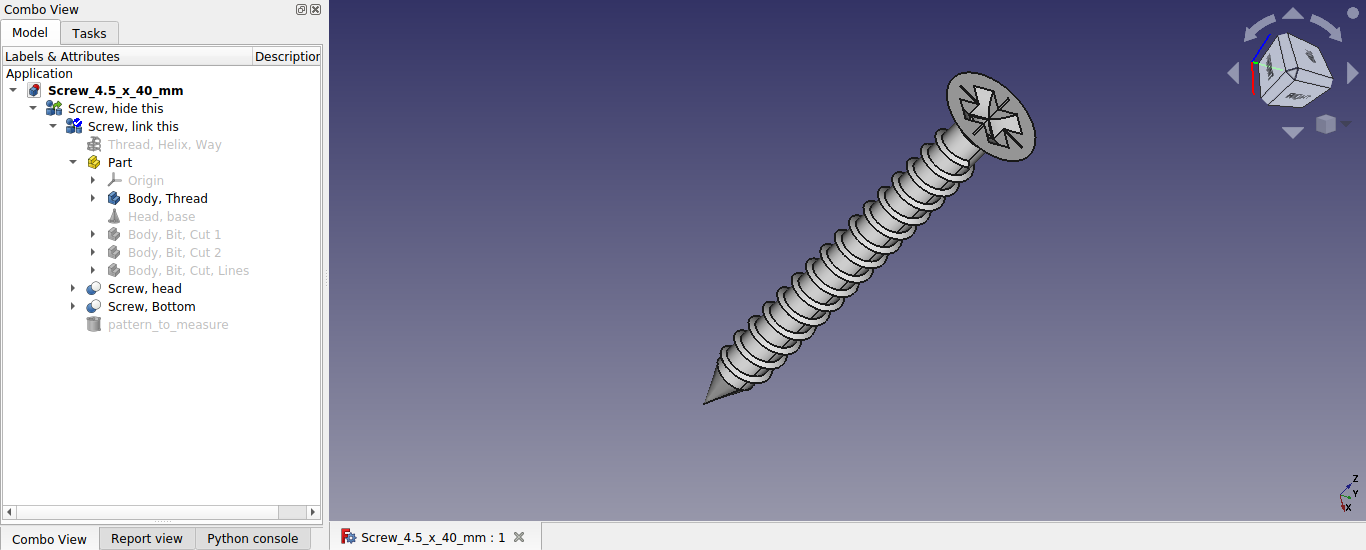 Combo View
Model
Tasks
Labels & Attributes
Description
Application
Screw_4.5_x_40_mm
Screw, hide this
Screw, link this
Thread, Helix, Way
Part
Origin
Body, Thread
Head, base
Body, Bit, Cut 1
Body, Bit, Cut 2
Body, Bit, Cut, Lines
Screw, head
Screw, Bottom
pattern_to_measure
Combo View
Report view
Python console
Screw_4.5_x_40_mm : 1
Z
Y
X